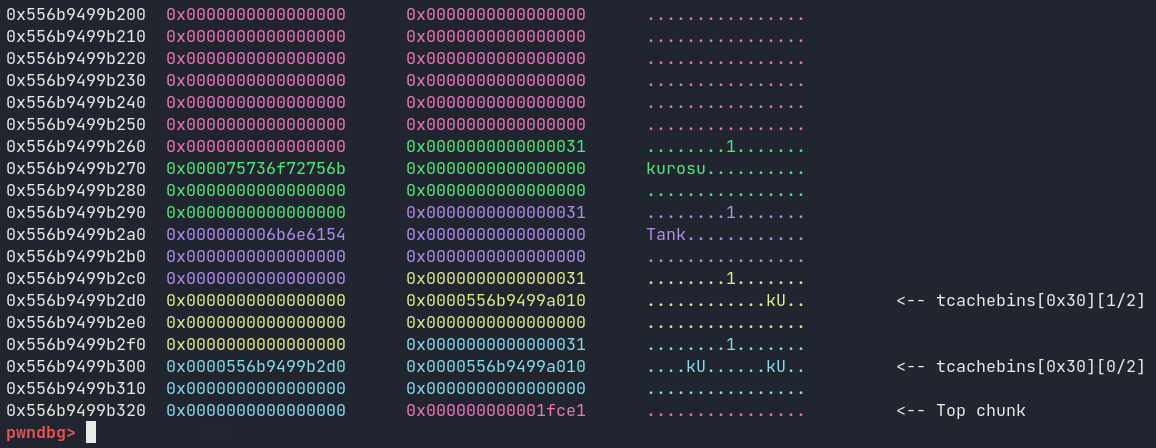 0x556b9499b200 0x0000000000000000 0x0000000000000000 ................
0x556b9499b210 0x0000000000000000 0x0000000000000000 ................
0x556b9499b220 0x0000000000000000 0x0000000000000000 ................
0x556b9499b230 0x0000000000000000 0x0000000000000000 ................
0x556b9499b240 0x0000000000000000 0x0000000000000000 ................
0x556b9499b250 0x0000000000000000 0x0000000000000000 ................
0x556b9499b260 0x0000000000000000 0x0000000000000031 ........1.......
0x556b9499b270 0x000075736f72756b 0x0000000000000000 kurosu..........
0x556b9499b280 0x0000000000000000 0x0000000000000000 ................
0x556b9499b290 0x0000000000000000 0x0000000000000031 ........1.......
0x556b9499b2a0 0x000000006b6e6154 0x0000000000000000 Tank............
0x556b9499b2b0 0x0000000000000000 0x0000000000000000 ................
0x556b9499b2c0 0x0000000000000000 0x0000000000000031 ........1.......
0x556b9499b2d0 0x0000000000000000 0x0000556b9499a010 ............kU.. <-- tcachebins[0x30][1/2]
0x556b9499b2e0 0x0000000000000000 0x0000000000000000 ................
0x556b9499b2f0 0x0000000000000000 0x0000000000000031 ........1.......
0x556b9499b300 0x0000556b9499b2d0 0x0000556b9499a010 ....kU......kU.. <-- tcachebins[0x30][0/2]
0x556b9499b310 0x0000000000000000 0x0000000000000000 ................
0x556b9499b320 0x0000000000000000 0x000000000001fce1 ................ <-- Top chunk
pwndbg>